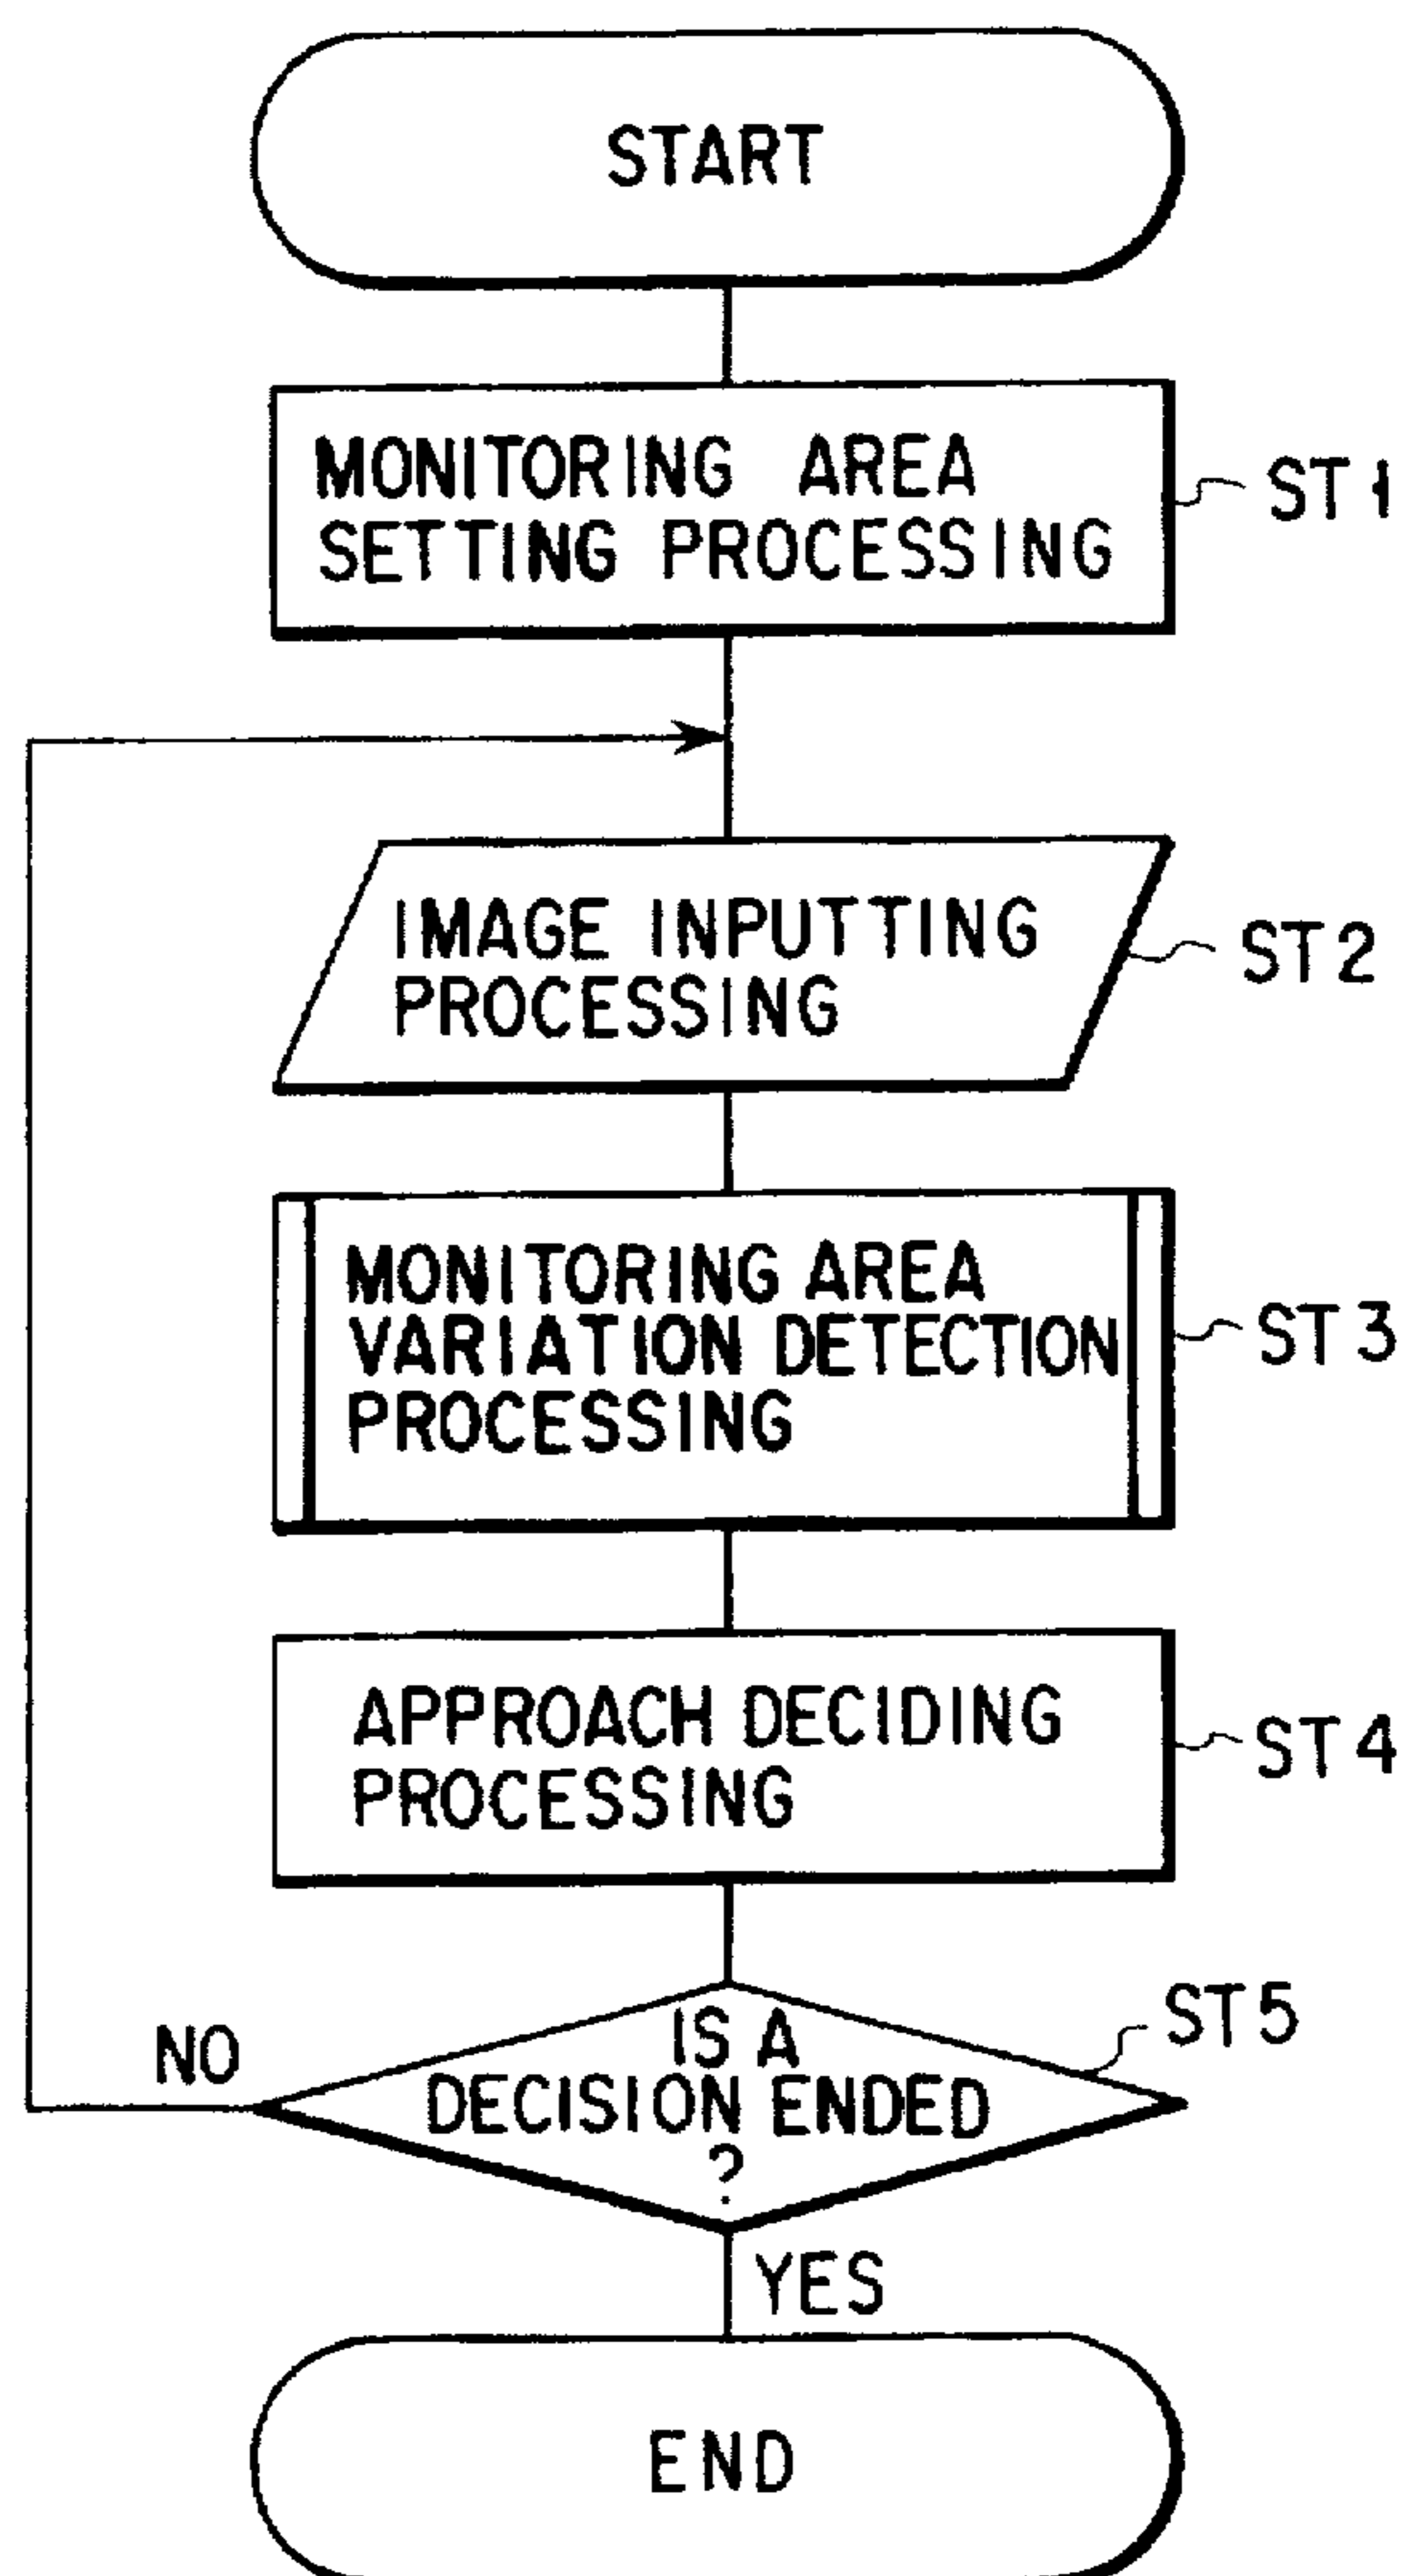 START
MONITORING AREA
SETTING PROCESSING
ST1
IMAGE INPUTTING
PROCESSING
ST2
MONITORING AREA
VARIATION DETECTION
PROCESSING
ST3
APPROACH DECIDING
PROCESSING
ST4
IS A
DECISION ENDED
?
ST5
NO
YES
END